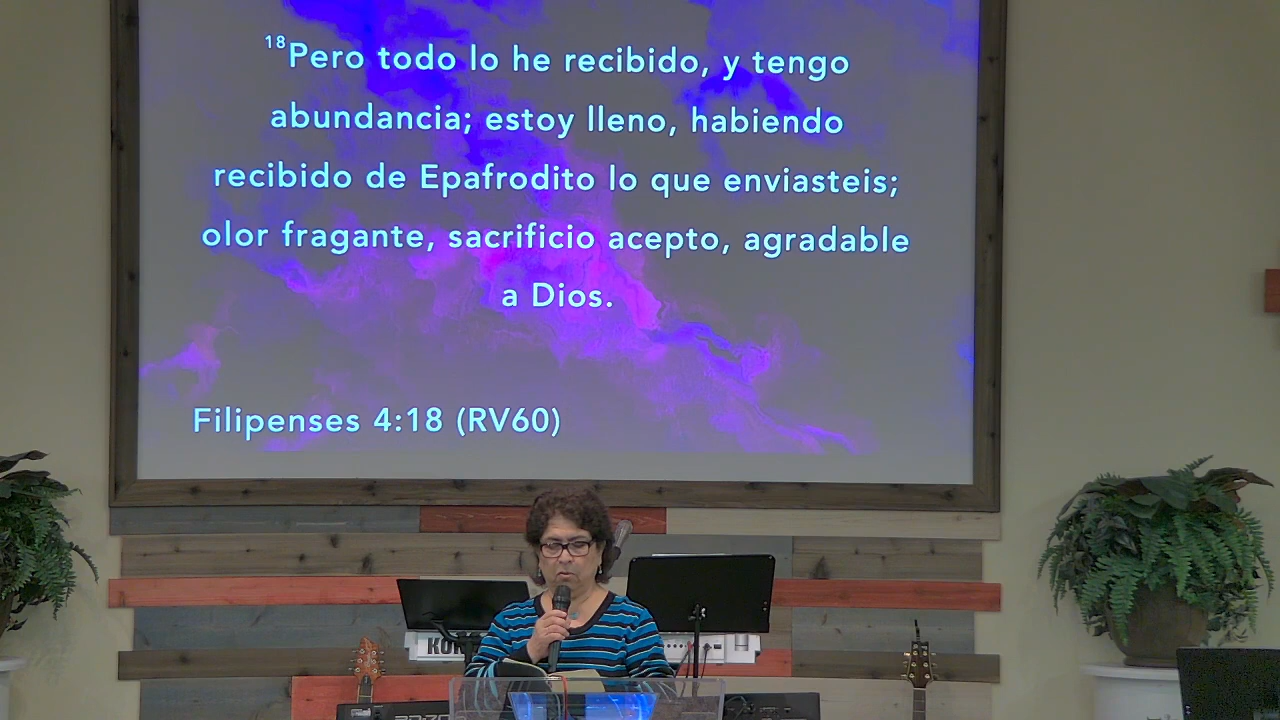 18Pero todo lo he recibido, y tengo
abundancia; estoy lleno, habiendo
recibido de Epafrodito lo que enviasteis;
olor fragante, sacrificio acepto, agradable
a Dios.
Filipenses 4:18 (RV60)